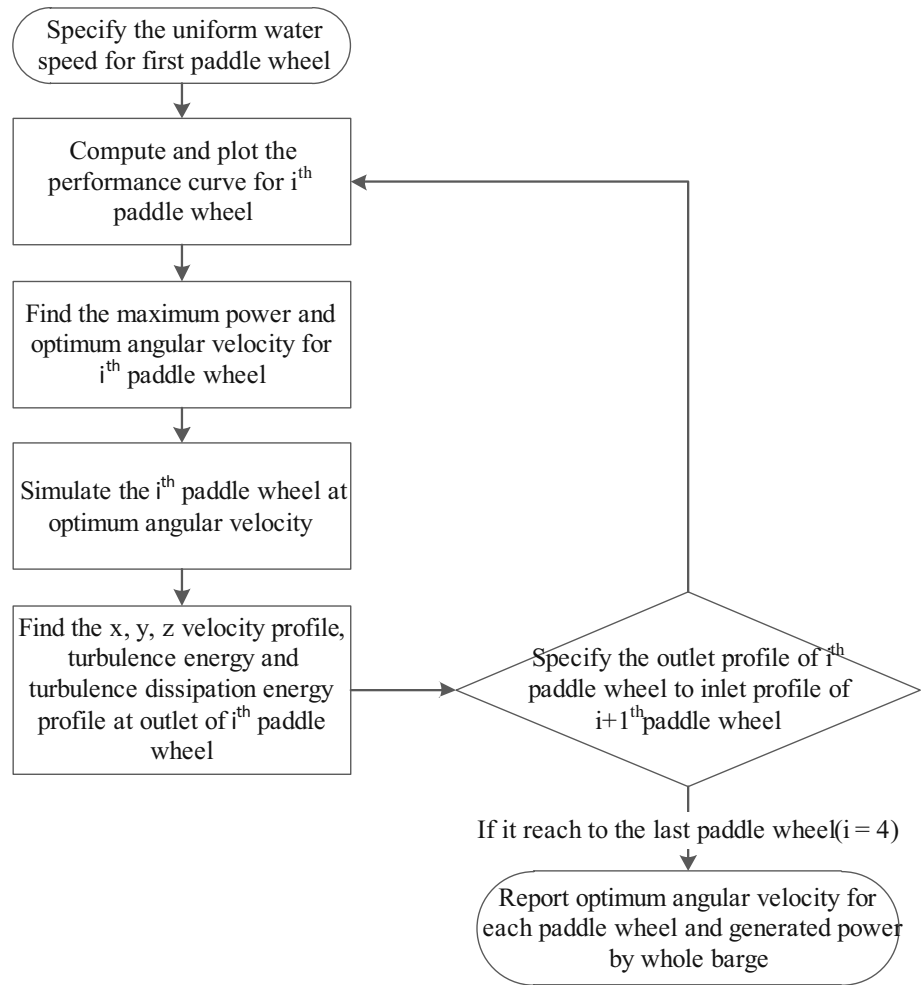 Specify the uniform water
speed for first paddle wheel
Compute and plot the
performance curve for iᵗʰ
paddle wheel
Find the maximum power and
optimum angular velocity for
iᵗʰ paddle wheel
Simulate the iᵗʰ paddle wheel at
optimum angular velocity
Find the x, y, z velocity profile,
turbulence energy and
turbulence dissipation energy
profile at outlet of iᵗʰ paddle
wheel
Specify the outlet profile of iᵗʰ
paddle wheel to inlet profile of
i+1ᵗʰpaddle wheel
If it reach to the last paddle wheel(i = 4)
Report optimum angular velocity for
each paddle wheel and generated power
by whole barge